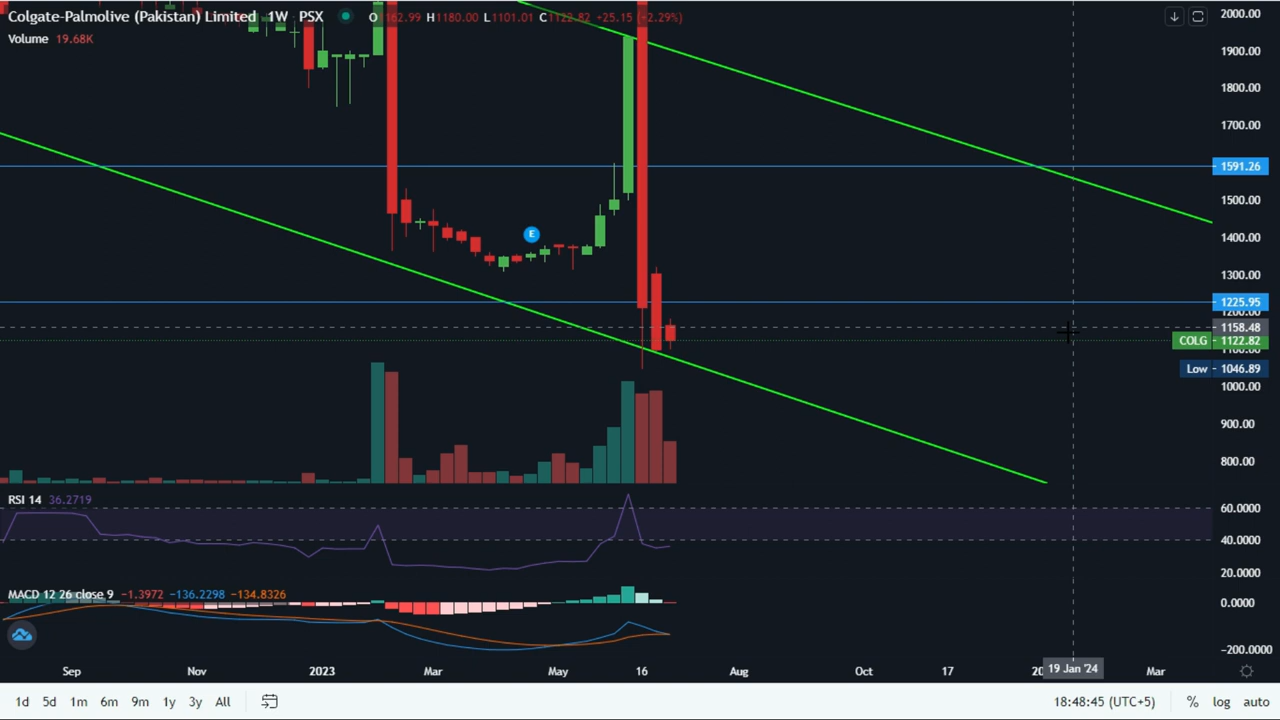 Colgate-Palmolive (Pakistan) Limited 1W PSX O 62.99 H1180.00 L1101.01 C1122.82 +25.15 (+2.29%)
Volume 19.68K
2000.00
1900.00
1800.00
1700.00
1591.26
1500.00
1400.00
1300.00
E
1225.95
1200.00
1158.48
COLG 1122.82
Low 1046.89
1000.00
900.00
800.00
RSI 14 36.2719
60.0000
40.0000
20.0000
MACD 12 26 close 9 −1.3972 −136.2298 −134.8326
0.0000
−200.0000
Sep Nov 2023 Mar May 16 Aug Oct 17 19 Jan '24 Mar
1d 5d 1m 6m 9m 1y 3y All 18:48:45 (UTC+5) % log auto